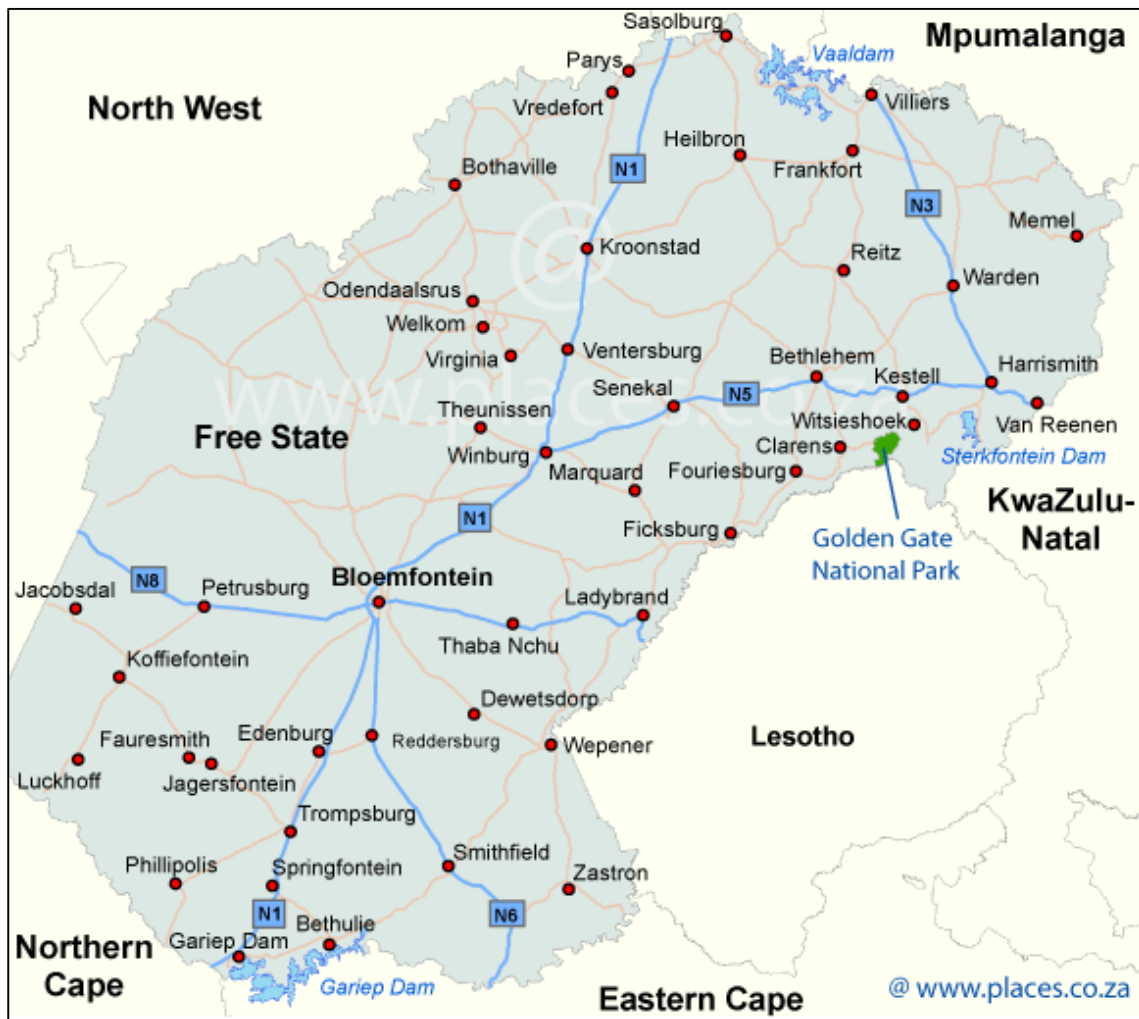 Sasolburg
Mpumalanga
Vaaldam
Parys
North West
Vredefort
Villiers
Heilbron
Frankfort
Bothaville
N1
N3
Memel
@
Kroonstad
Reitz
Warden
Odendaalsrus
Welkom
Virginia
Ventersburg
Bethlehem
Harrismith
Senekal
N5
Kestell
www.places.co.za
Theunissen
Witsieshoek
Van Reenen
Free State
Winburg
Marquard
Clarens
Fouriesburg
Sterkfontein Dam
KwaZulu-
Natal
N1
Ficksburg
Golden Gate
National Park
N8
Bloemfontein
Jacobsdal
Petrusburg
Ladybrand
Thaba Nchu
Koffiefontein
Dewetsdorp
Fauresmith
Edenburg
Reddersburg
Wepener
Lesotho
Luckhoff
Jagersfontein
Trompsburg
Phillipolis
Springfontein
Smithfield
Zastron
N1
N6
Bethulie
Northern
Cape
Gariep Dam
Gariep Dam
Eastern Cape
@ www.places.co.za